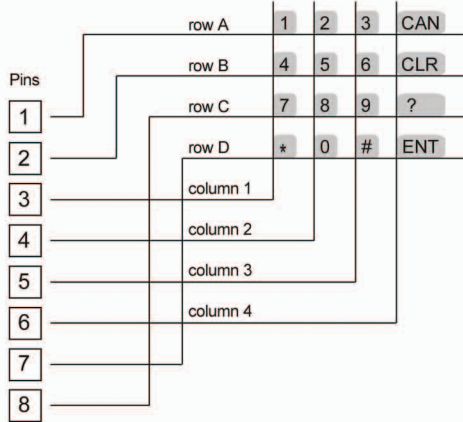 row A 1 2 3 CAN
row B 4 5 6 CLR
Pins
row C 7 8 9 ?
1
row D * 0 # ENT
2
column 1
3
column 2
4
column 3
5
column 4
6
7
8